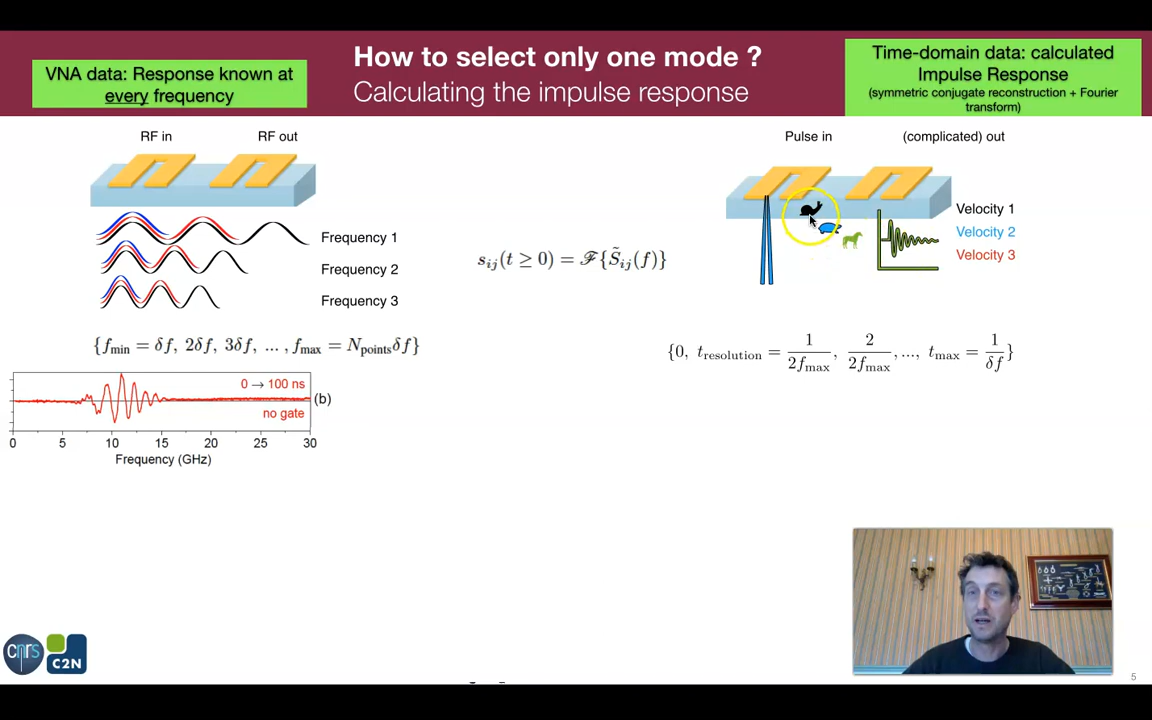 VNA data: Response known at
every frequency
How to select only one mode ?
Calculating the impulse response
Time-domain data: calculated
Impulse Response
(symmetric conjugate reconstruction + Fourier
transform)
RF in
RF out
Frequency 1
Frequency 2
Frequency 3
{f_min = δf, 2δf, 3δf, ... , f_max = N_points δf}
0 → 100 ns
(b)
no gate
0 5 10 15 20 25 30
Frequency (GHz)
s_ij(t ≥ 0) = ℱ{S̃_ij(f)}
Pulse in
(complicated) out
Velocity 1
Velocity 2
Velocity 3
{0, t_resolution = 1/2f_max, 2/2f_max, ..., t_max = 1/δf}
cnrs
C2N
5